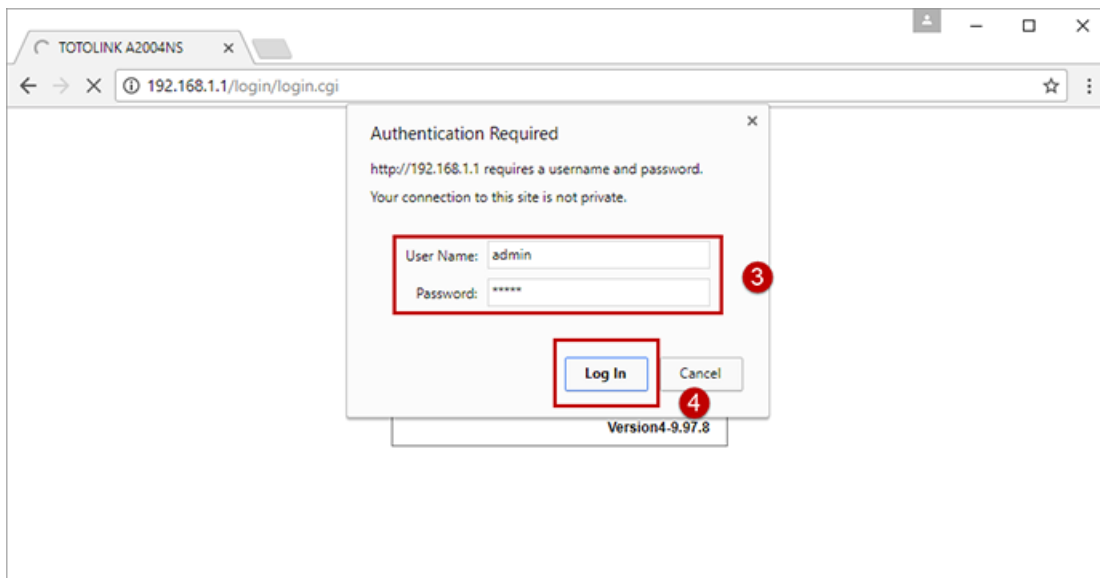 TOTOLINK A2004NS
192.168.1.1/login/login.cgi
Authentication Required
http://192.168.1.1 requires a username and password.
Your connection to this site is not private.
User Name: admin
Password: *****
3
Log In Cancel
4
Version4-9.97.8